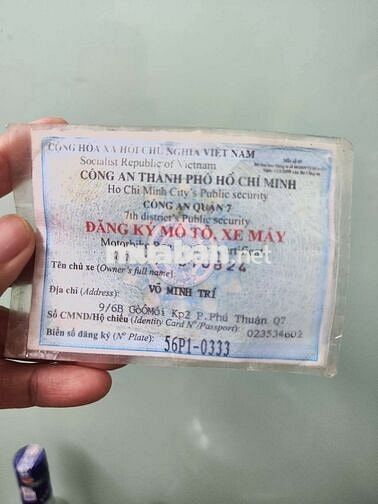 CỘNG HÒA XÃ HỘI CHỦ NGHĨA VIỆT NAM
Socialist Republic of Vietnam
CÔNG AN THÀNH PHỐ HỒ CHÍ MINH
Ho Chi Minh City's Public security
CÔNG AN QUẬN 7
7th district's Public security
ĐĂNG KÝ MÔ TÔ, XE MÁY
Motorbike
muaban.net
Tên chủ xe (Owner's full name)
VÕ MINH TRÍ
Địa chỉ (Address):
9/6B GòÔMôi Kp2 P.Phú Thuận Q7
Số CMND/Hộ chiếu (Identity Card N°/Passport): 023534602
Biển số đăng ký (N° Plate): 56P1-0333